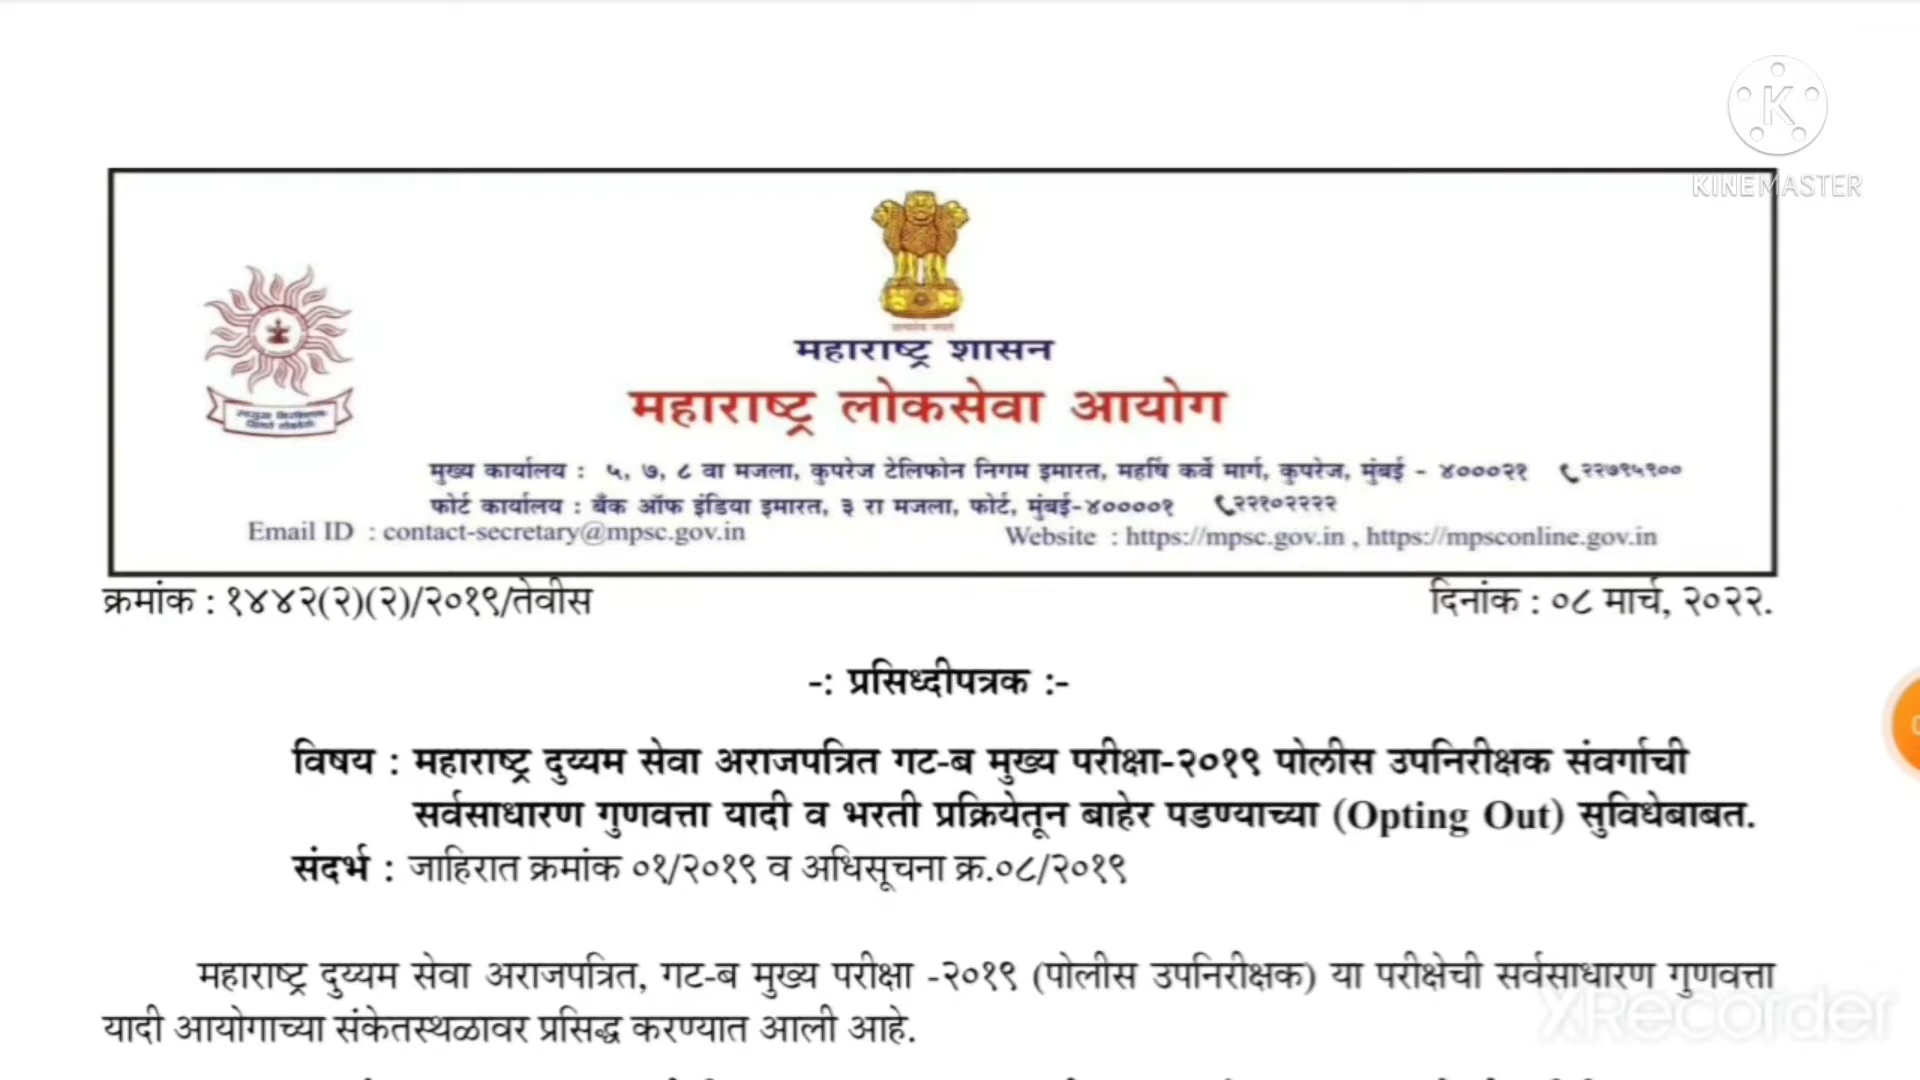 KINEMASTER
महाराष्ट्र शासन
महाराष्ट्र लोकसेवा आयोग
मुख्य कार्यालय : ५, ७, ८ वा मजला, कुपरेज टेलिफोन निगम इमारत, महर्षि कर्वे मार्ग, कुपरेज, मुंबई - ४०००२१ २२७९५९००
फोर्ट कार्यालय : बँक ऑफ इंडिया इमारत, ३ रा मजला, फोर्ट, मुंबई-४००००१ २२१०२२२२
Email ID : contact-secretary@mpsc.gov.in Website : https://mpsc.gov.in , https://mpsconline.gov.in
क्रमांक : १४४२(२)(२)/२०१९/तेवीस दिनांक : ०८ मार्च, २०२२.
-: प्रसिध्दीपत्रक :-
विषय : महाराष्ट्र दुय्यम सेवा अराजपत्रित गट-ब मुख्य परीक्षा-२०१९ पोलीस उपनिरीक्षक संवर्गाची
सर्वसाधारण गुणवत्ता यादी व भरती प्रक्रियेतून बाहेर पडण्याच्या (Opting Out) सुविधेबाबत.
संदर्भ : जाहिरात क्रमांक ०१/२०१९ व अधिसूचना क्र.०८/२०१९
महाराष्ट्र दुय्यम सेवा अराजपत्रित, गट-ब मुख्य परीक्षा -२०१९ (पोलीस उपनिरीक्षक) या परीक्षेची सर्वसाधारण गुणवत्ता
यादी आयोगाच्या संकेतस्थळावर प्रसिद्ध करण्यात आली आहे.
XRecorder